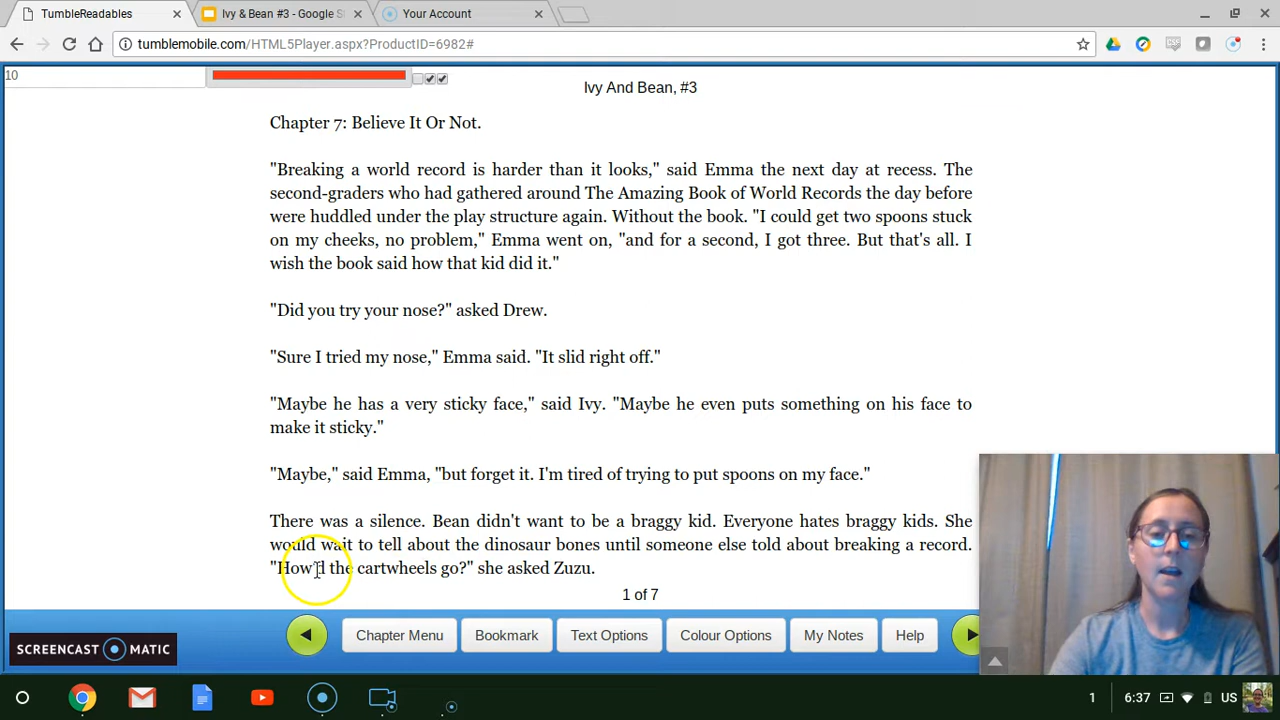 TumbleReadables
Ivy & Bean #3 - Google S
Your Account
tumblemobile.com/HTML5Player.aspx?ProductID=6982#
10
Ivy And Bean, #3
Chapter 7: Believe It Or Not.
"Breaking a world record is harder than it looks," said Emma the next day at recess. The
second-graders who had gathered around The Amazing Book of World Records the day before
were huddled under the play structure again. Without the book. "I could get two spoons stuck
on my cheeks, no problem," Emma went on, "and for a second, I got three. But that's all. I
wish the book said how that kid did it."
"Did you try your nose?" asked Drew.
"Sure I tried my nose," Emma said. "It slid right off."
"Maybe he has a very sticky face," said Ivy. "Maybe he even puts something on his face to
make it sticky."
"Maybe," said Emma, "but forget it. I'm tired of trying to put spoons on my face."
There was a silence. Bean didn't want to be a braggy kid. Everyone hates braggy kids. She
would wait to tell about the dinosaur bones until someone else told about breaking a record.
"How'd the cartwheels go?" she asked Zuzu.
1 of 7
SCREENCAST MATIC
Chapter Menu
Bookmark
Text Options
Colour Options
My Notes
Help
1
6:37
US